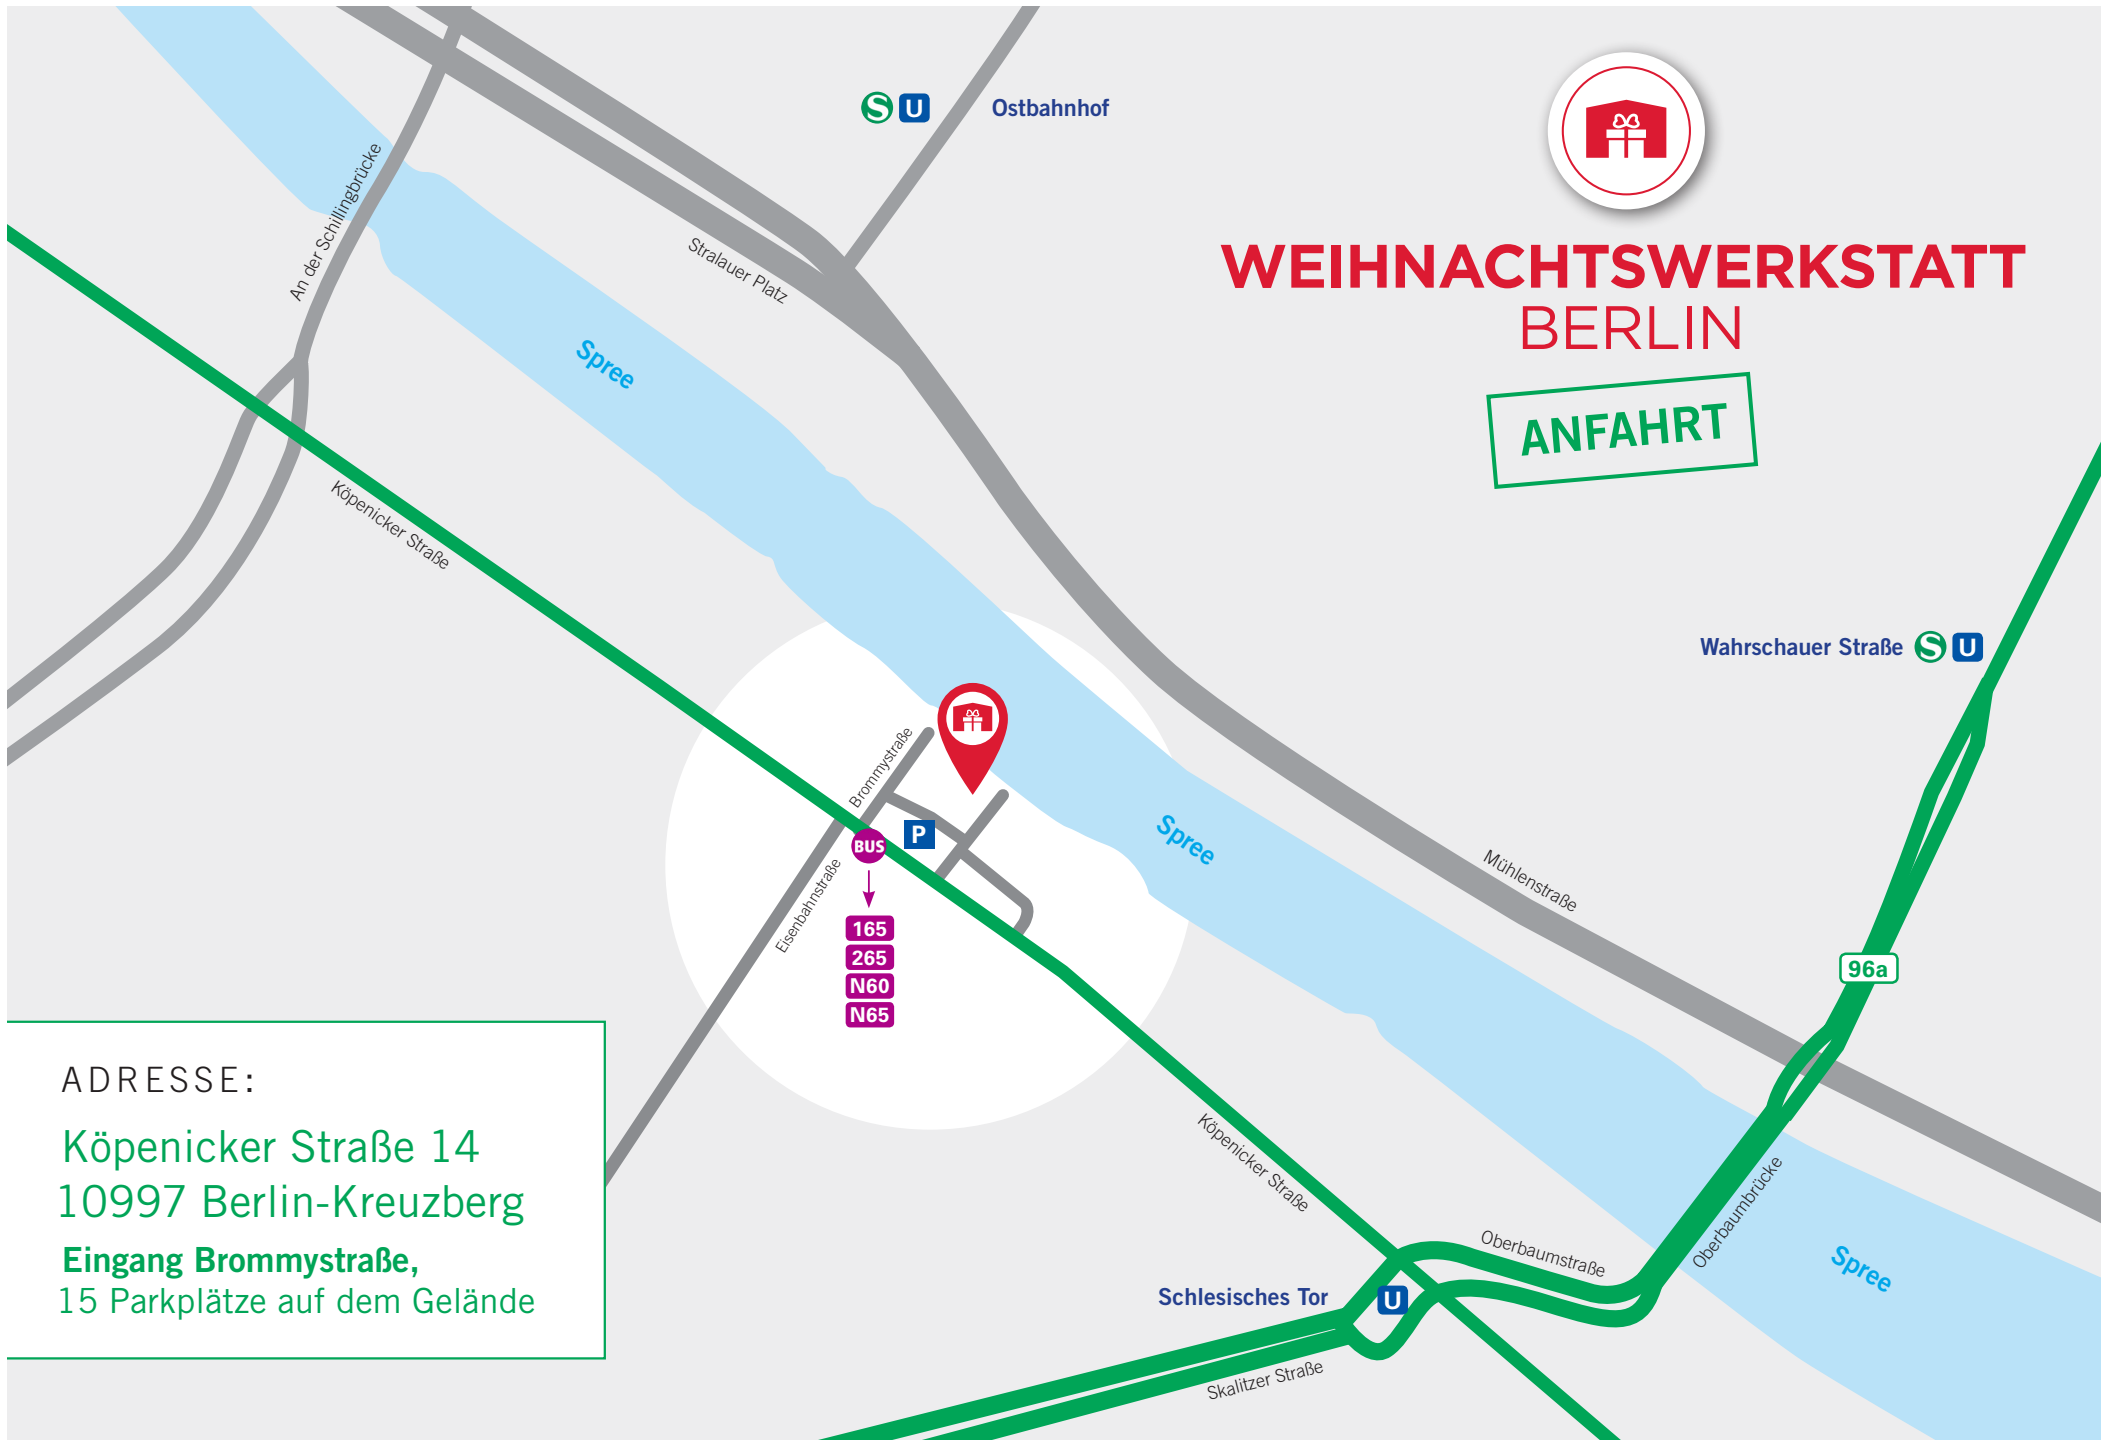 S U Ostbahnhof
WEIHNACHTSWERKSTATT
BERLIN
ANFAHRT
An der Schillingbrücke
Stralauer Platz
Spree
Köpenicker Straße
Wahrschauer Straße S U
Brommystraße
P
BUS
Eisenbahnstraße
165
265
N60
N65
Spree
Mühlenstraße
96a
ADRESSE:
Köpenicker Straße 14
10997 Berlin-Kreuzberg
Eingang Brommystraße,
15 Parkplätze auf dem Gelände
Köpenicker Straße
Oberbaumstraße
Oberbaumbrücke
Spree
Schlesisches Tor U
Skalitzer Straße